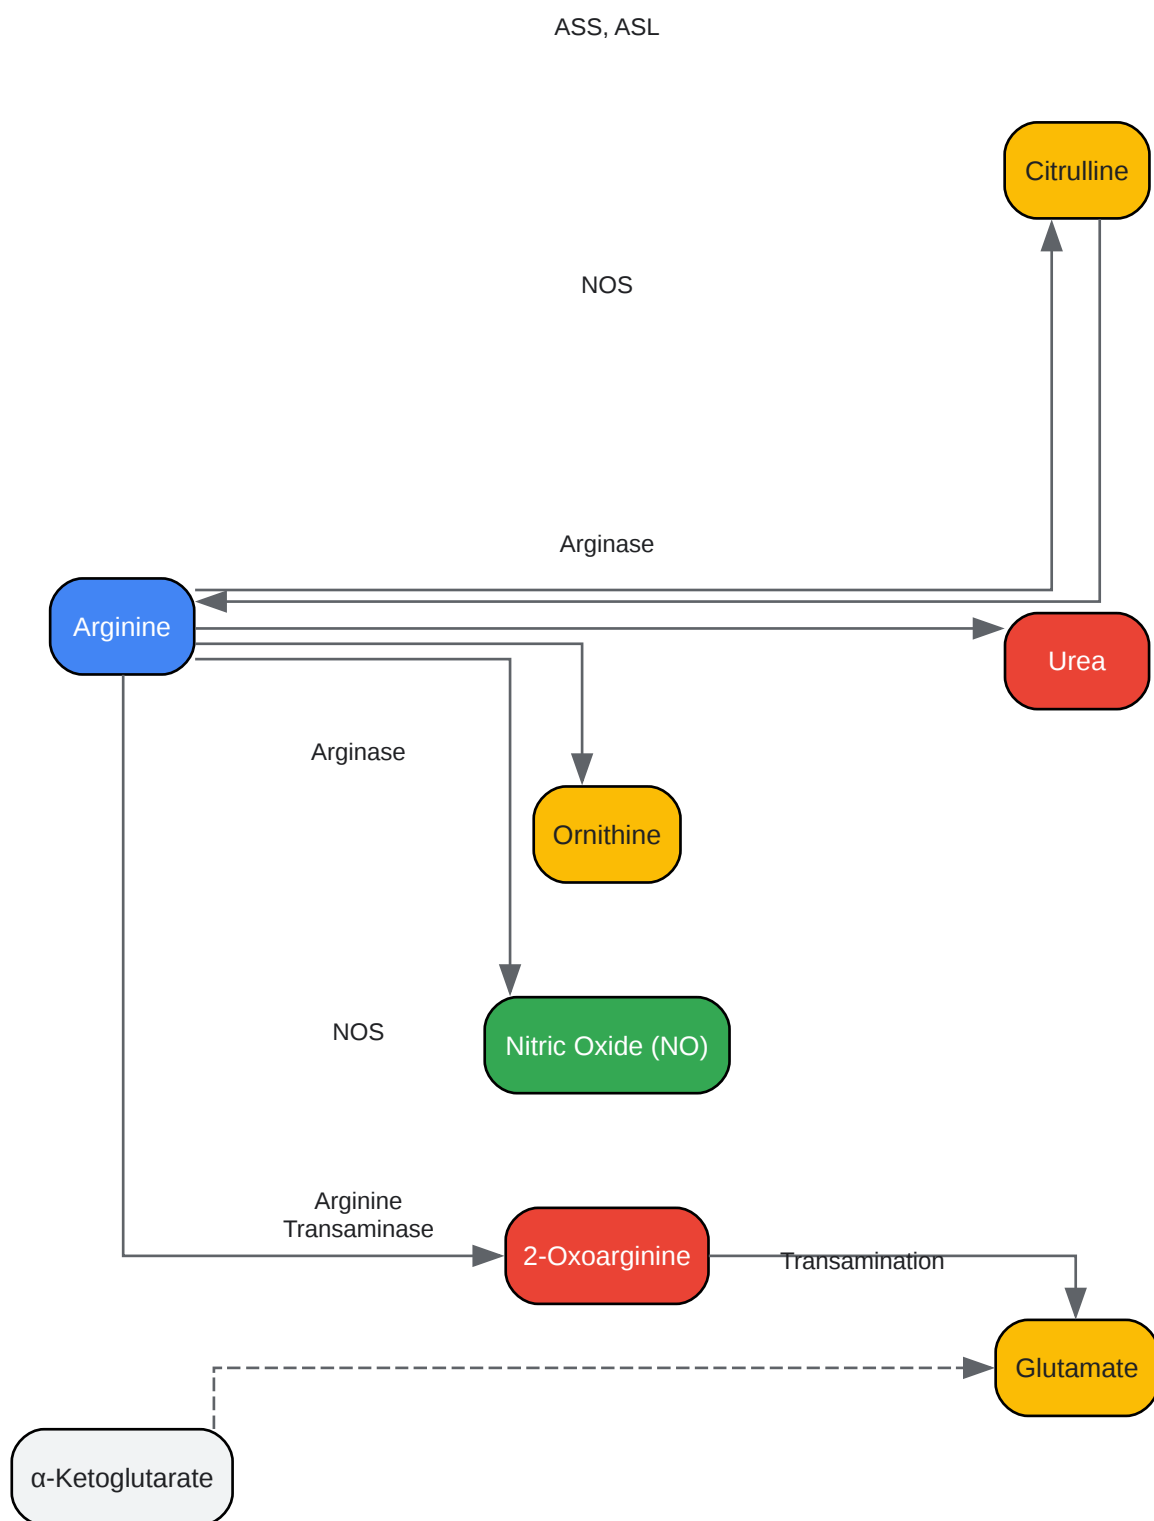 ASS, ASL
Citrulline
NOS
Arginase
Arginine
Urea
Arginase
Ornithine
NOS
Nitric Oxide (NO)
Arginine
Transaminase
2-Oxoarginine
Transamination
Glutamate
α-Ketoglutarate